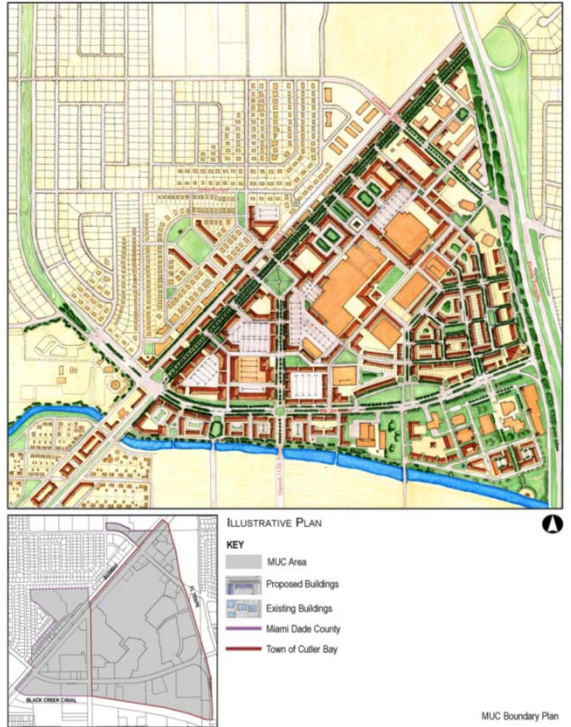 ILLUSTRATIVE PLAN
KEY
MUC Area
Proposed Buildings
Existing Buildings
Miami Dade County
Town of Cutler Bay
BUSWAY
BLACK CREEK CANAL
MUC Boundary Plan